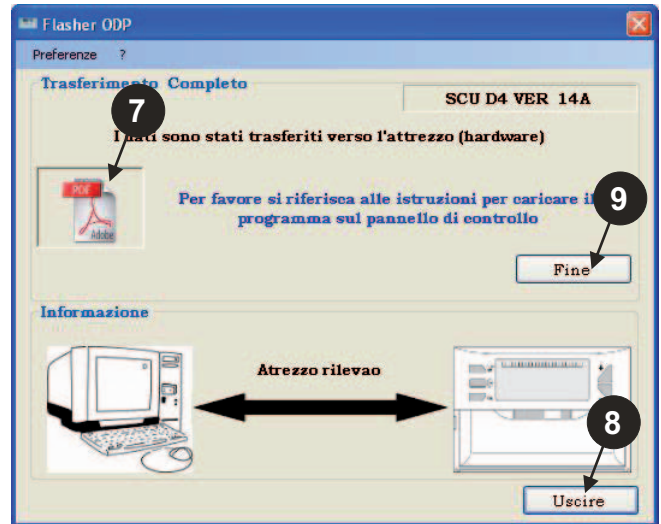 Flasher ODP
Preferenze ?
Trasferimento Completo
SCU D4 VER 14A
7
I dati sono stati trasferiti verso l'attrezzo (hardware)
PDF
Adobe
Per favore si riferisca alle istruzioni per caricare il
programma sul pannello di controllo
9
Fine
Informazione
Atrezzo rilevao
8
Uscire